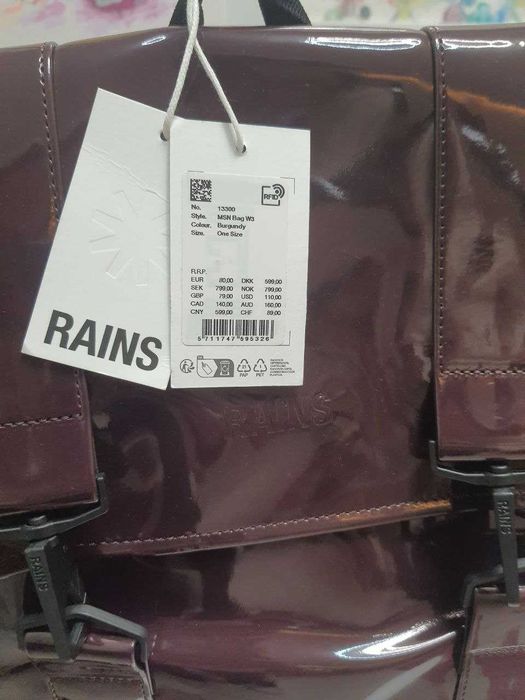 RAINS
RFID
No. 13300
Style. MSN Bag W3
Colour. Burgundy
Size. One Size
R.R.P.
EUR 80,00 DKK 599,00
SEK 799,00 NOK 799,00
GBP 79,00 USD 110,00
CAD 140,00 AUD 160,00
CNY 599,00 CHF 89,00
5 711747 595326
PAP
PET
RAINS
RAINS
RAINS